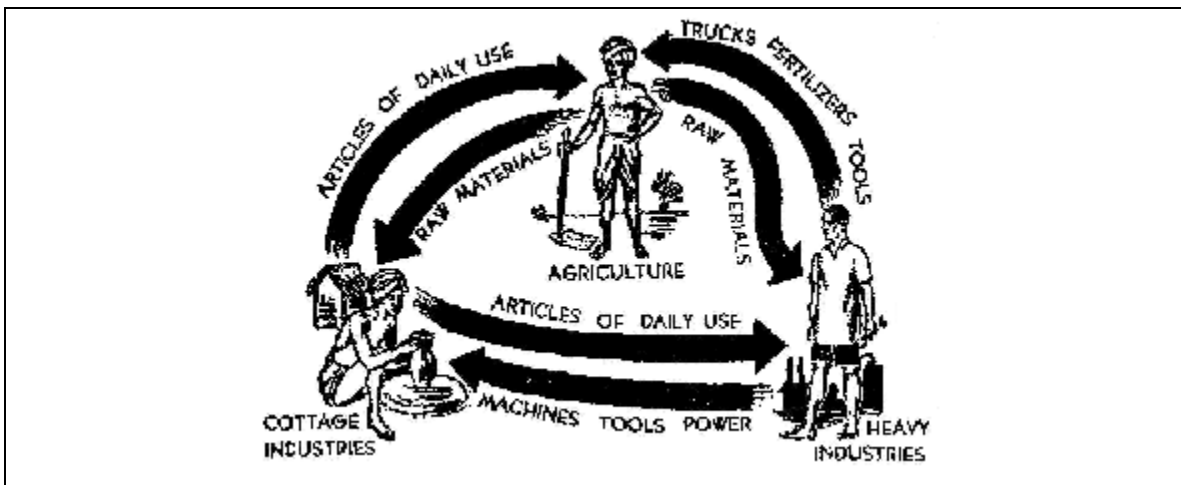 ARTICLES OF DAILY USE
TRUCKS FERTILIZERS TOOLS
RAW MATERIALS
RAW MATERIALS
AGRICULTURE
ARTICLES OF DAILY USE
MACHINES TOOLS POWER
COTTAGE
INDUSTRIES
HEAVY
INDUSTRIES